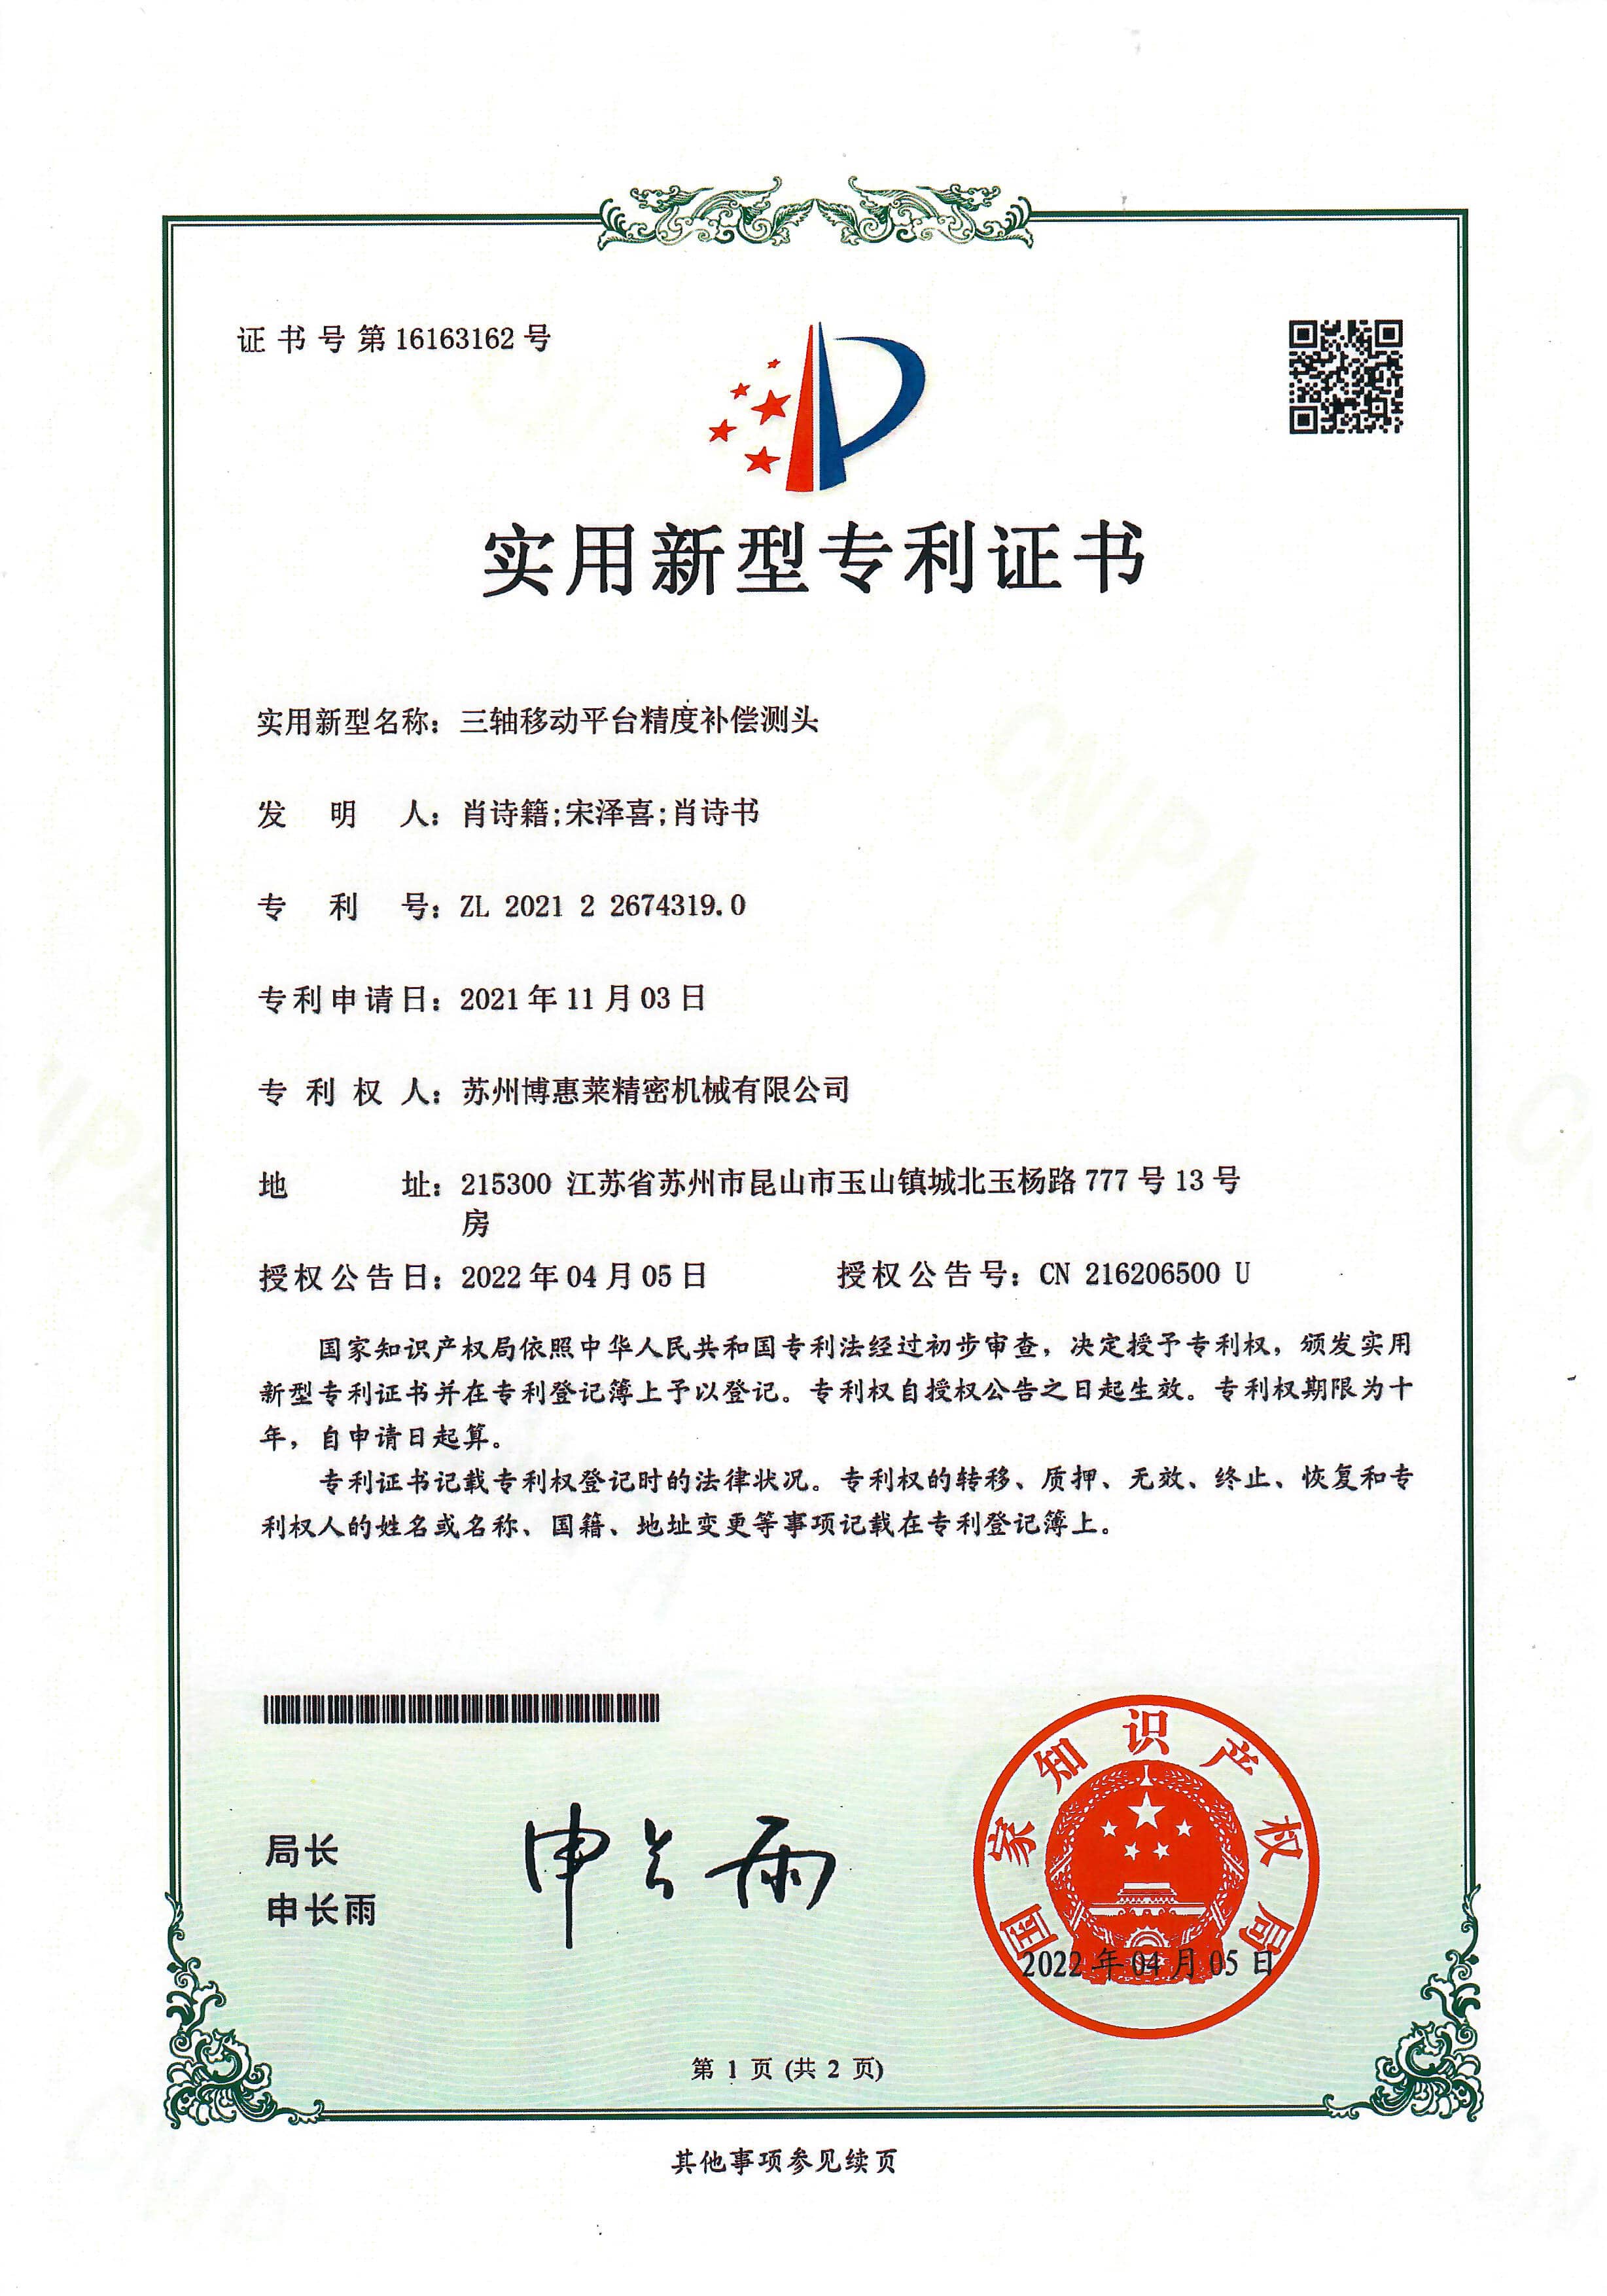 证书号第16163162号
实用新型专利证书
实用新型名称：三轴移动平台精度补偿测头
发明人：肖诗籍;宋泽喜;肖诗书
专利号：ZL 2021 2 2674319.0
专利申请日：2021年11月03日
专利权人：苏州博惠莱精密机械有限公司
地址：215300 江苏省苏州市昆山市玉山镇城北玉杨路777号13号
房
授权公告日：2022年04月05日 授权公告号：CN 216206500 U
国家知识产权局依照中华人民共和国专利法经过初步审查，决定授予专利权，颁发实用
新型专利证书并在专利登记簿上予以登记。专利权自授权公告之日起生效。专利权期限为十
年，自申请日起算。
专利证书记载专利权登记时的法律状况。专利权的转移、质押、无效、终止、恢复和专
利权人的姓名或名称、国籍、地址变更等事项记载在专利登记簿上。
局长
申长雨
申长雨
国家知识产权局
2022年04月05日
第 1 页 (共 2 页)
其他事项参见续页
CNIPA